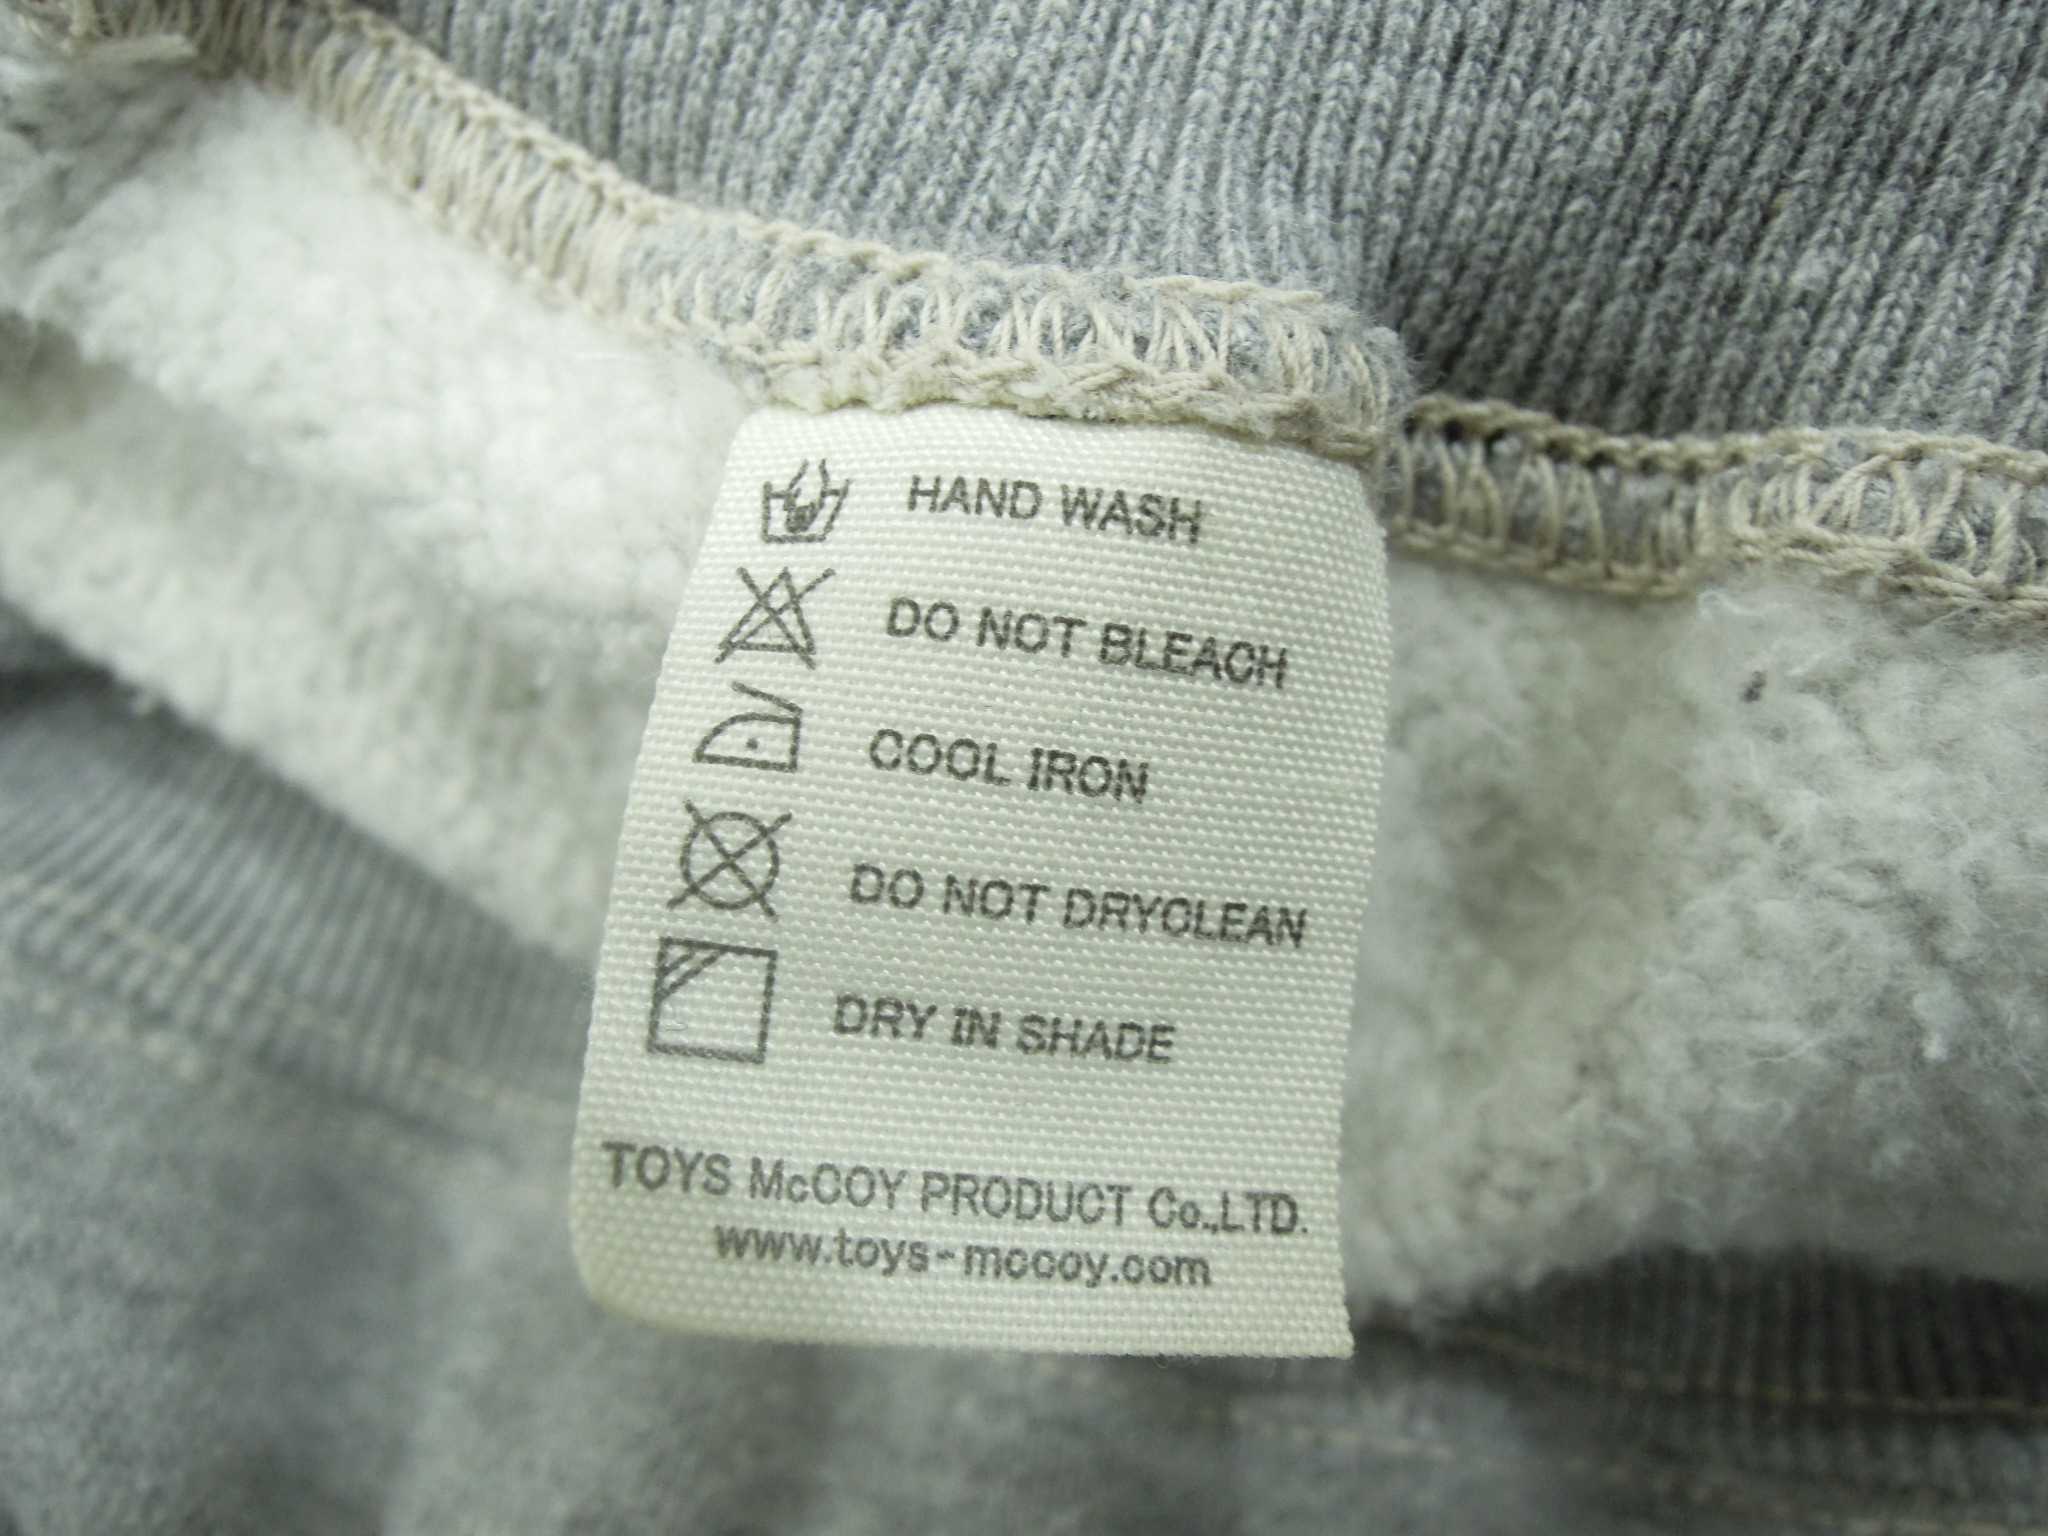 HAND WASH
DO NOT BLEACH
COOL IRON
DO NOT DRYCLEAN
DRY IN SHADE
TOYS McCOY PRODUCT Co.,LTD.
www.toys-mccoy.com